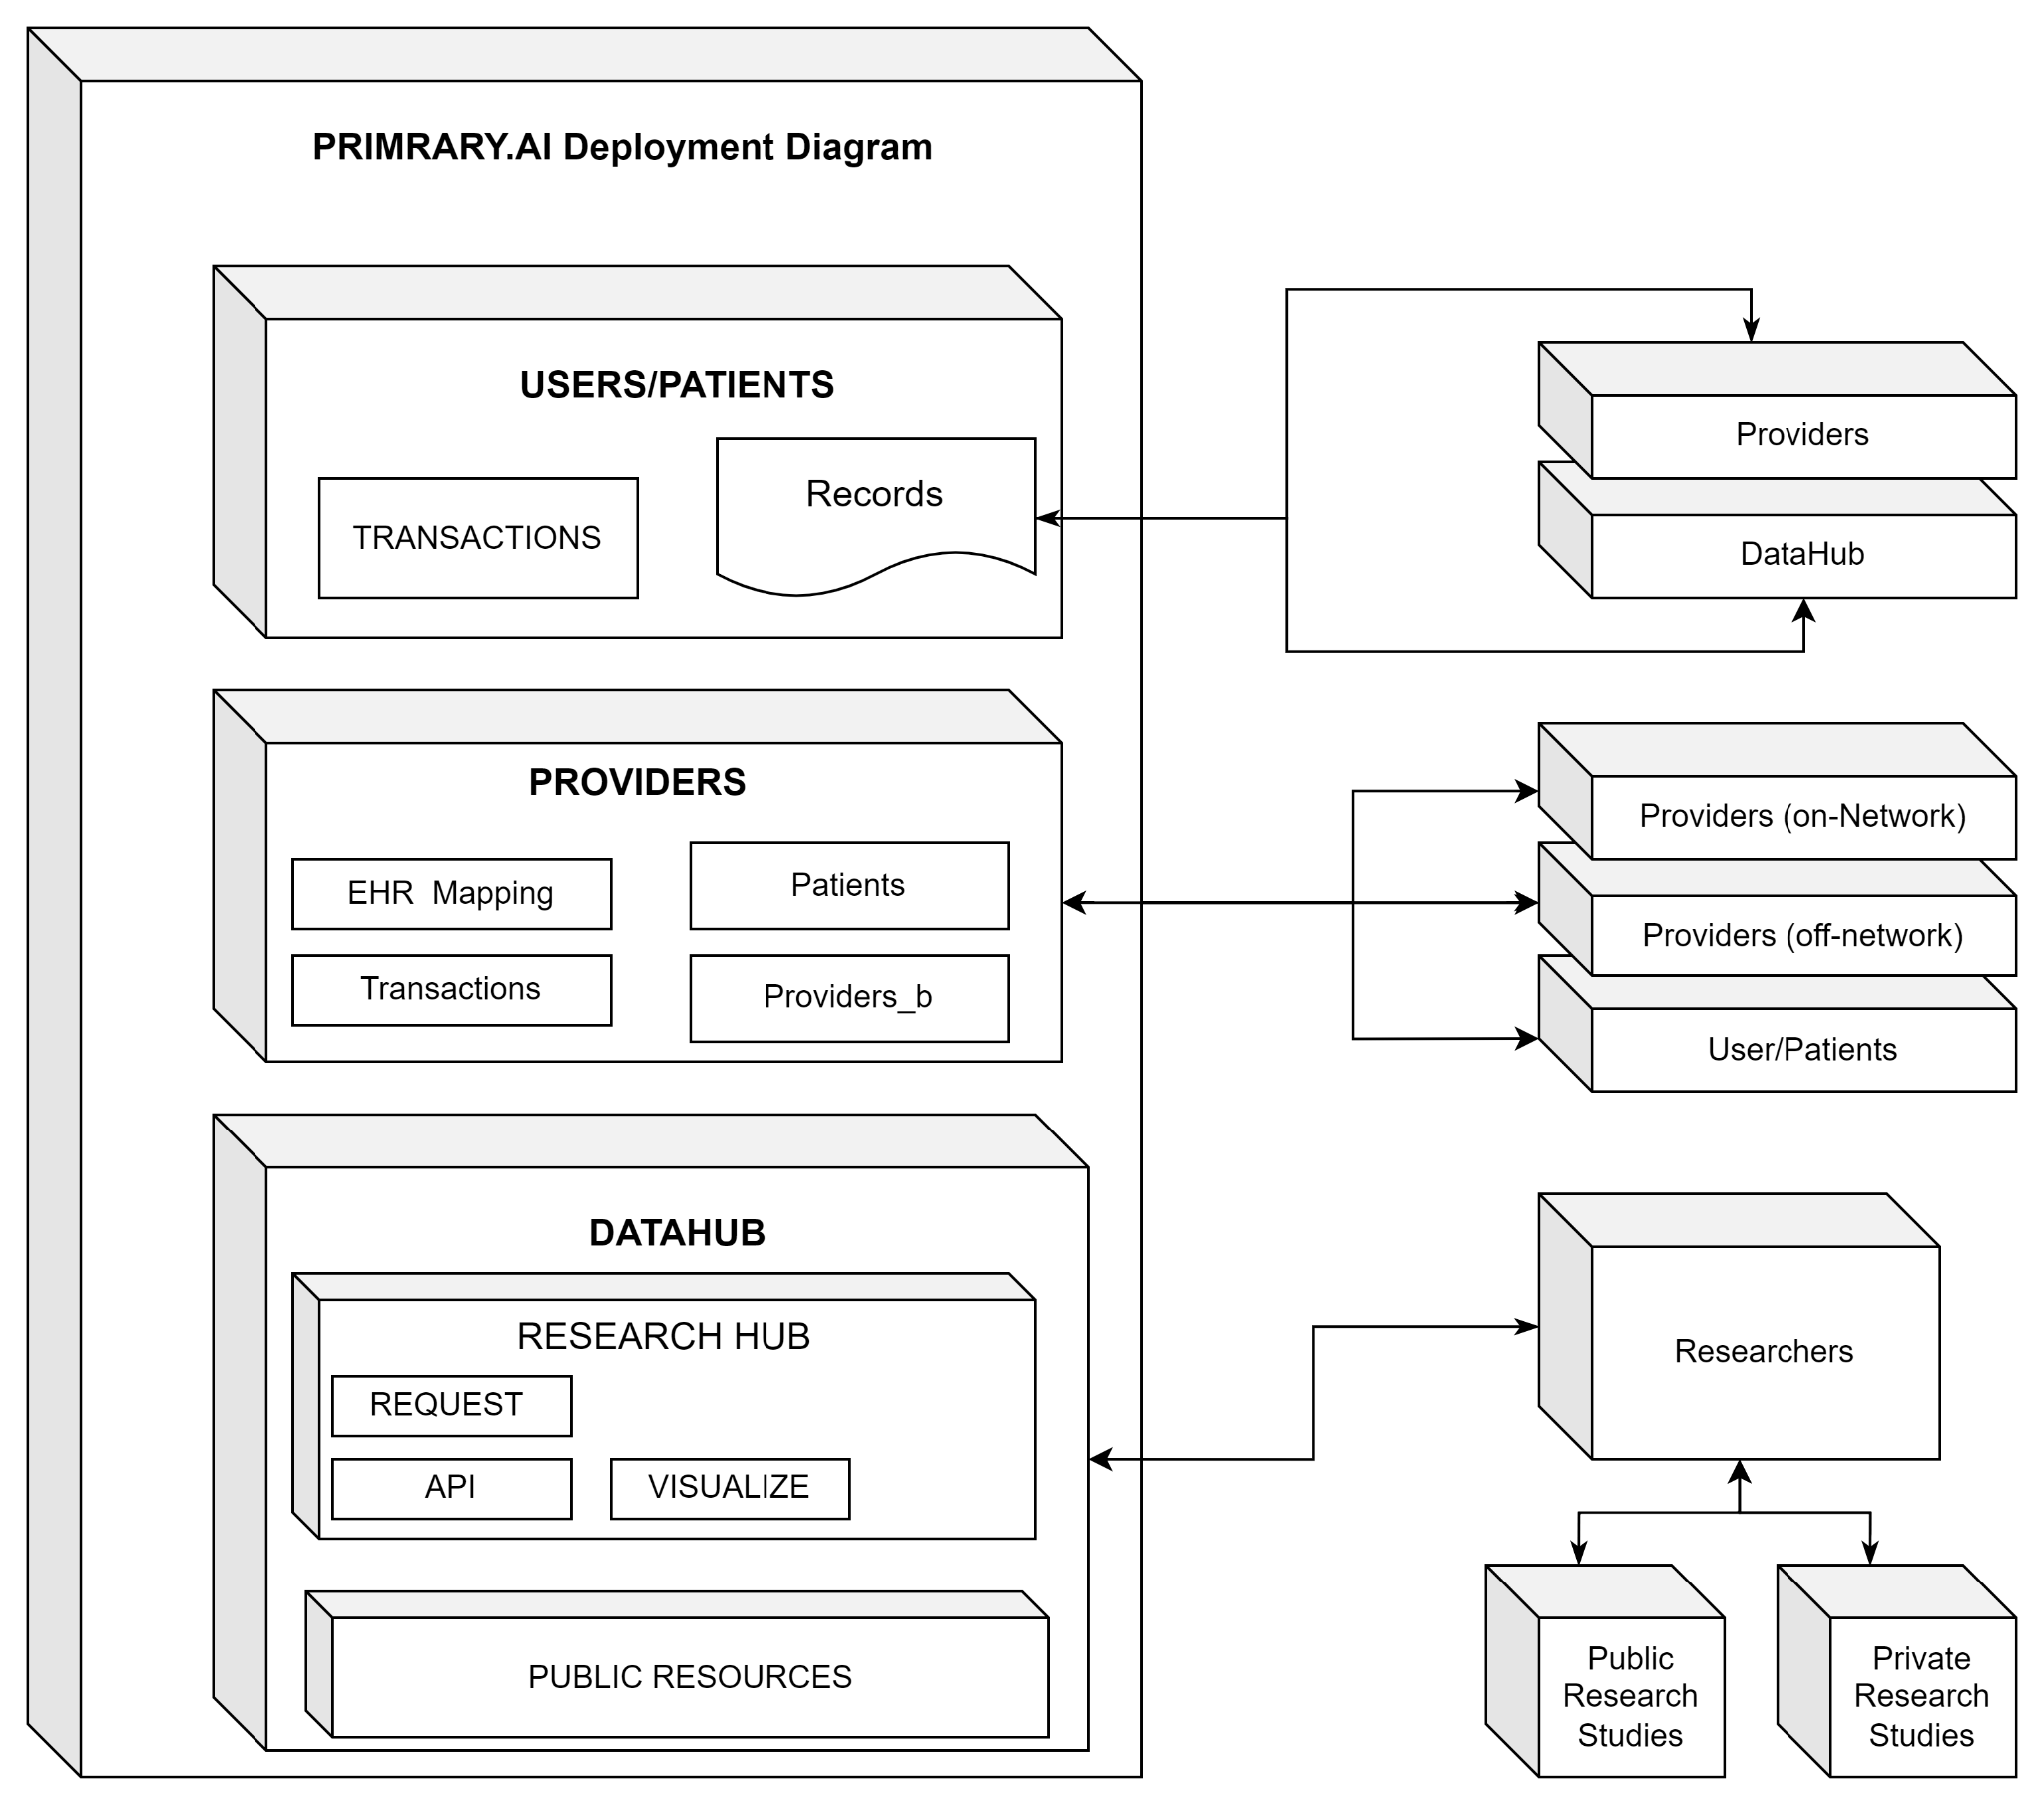 PRIMRARY.AI Deployment Diagram
USERS/PATIENTS
TRANSACTIONS
Records
Providers
DataHub
PROVIDERS
EHR  Mapping
Patients
Transactions
Providers_b
Providers (on-Network)
Providers (off-network)
User/Patients
DATAHUB
RESEARCH HUB
REQUEST
API
VISUALIZE
PUBLIC RESOURCES
Researchers
Public
Research
Studies
Private
Research
Studies